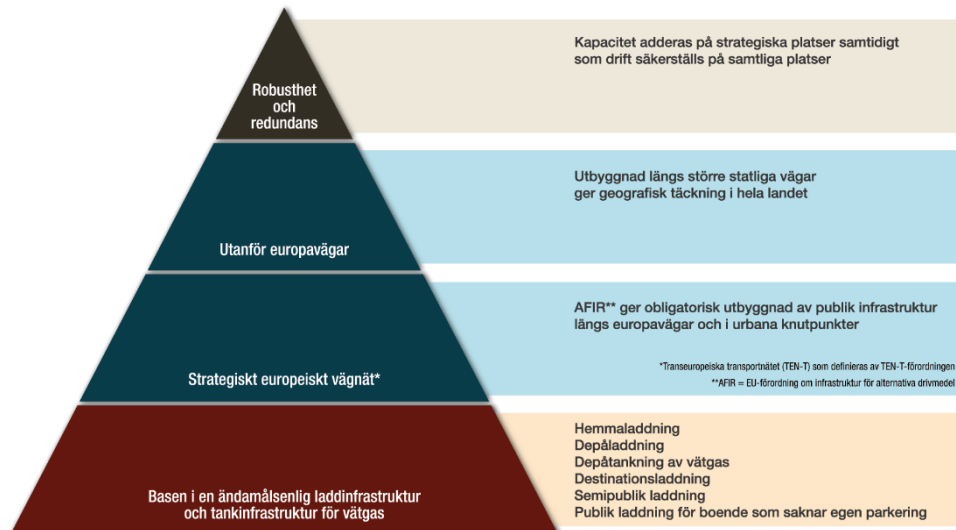 Robusthet
och
redundans
Kapacitet adderas på strategiska platser samtidigt
som drift säkerställs på samtliga platser
Utanför europavägar
Utbyggnad längs större statliga vägar
ger geografisk täckning i hela landet
Strategiskt europeiskt vägnät*
AFIR** ger obligatorisk utbyggnad av publik infrastruktur
längs europavägar och i urbana knutpunkter
*Transeuropeiska transportnätet (TEN-T) som definieras av TEN-T-förordningen
**AFIR = EU-förordning om infrastruktur för alternativa drivmedel
Basen i en ändamålsenlig laddinfrastruktur
och tankinfrastruktur för vätgas
Hemmaladdning
Depåladdning
Depåtankning av vätgas
Destinationsladdning
Semipublik laddning
Publik laddning för boende som saknar egen parkering